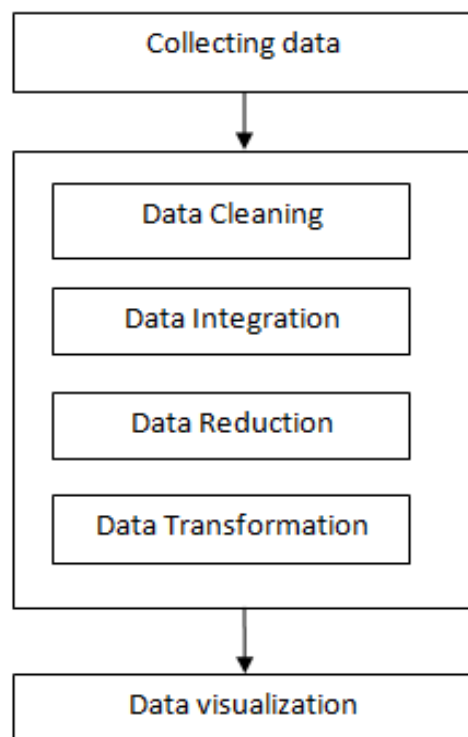 Collecting data
Data Cleaning
Data Integration
Data Reduction
Data Transformation
Data visualization